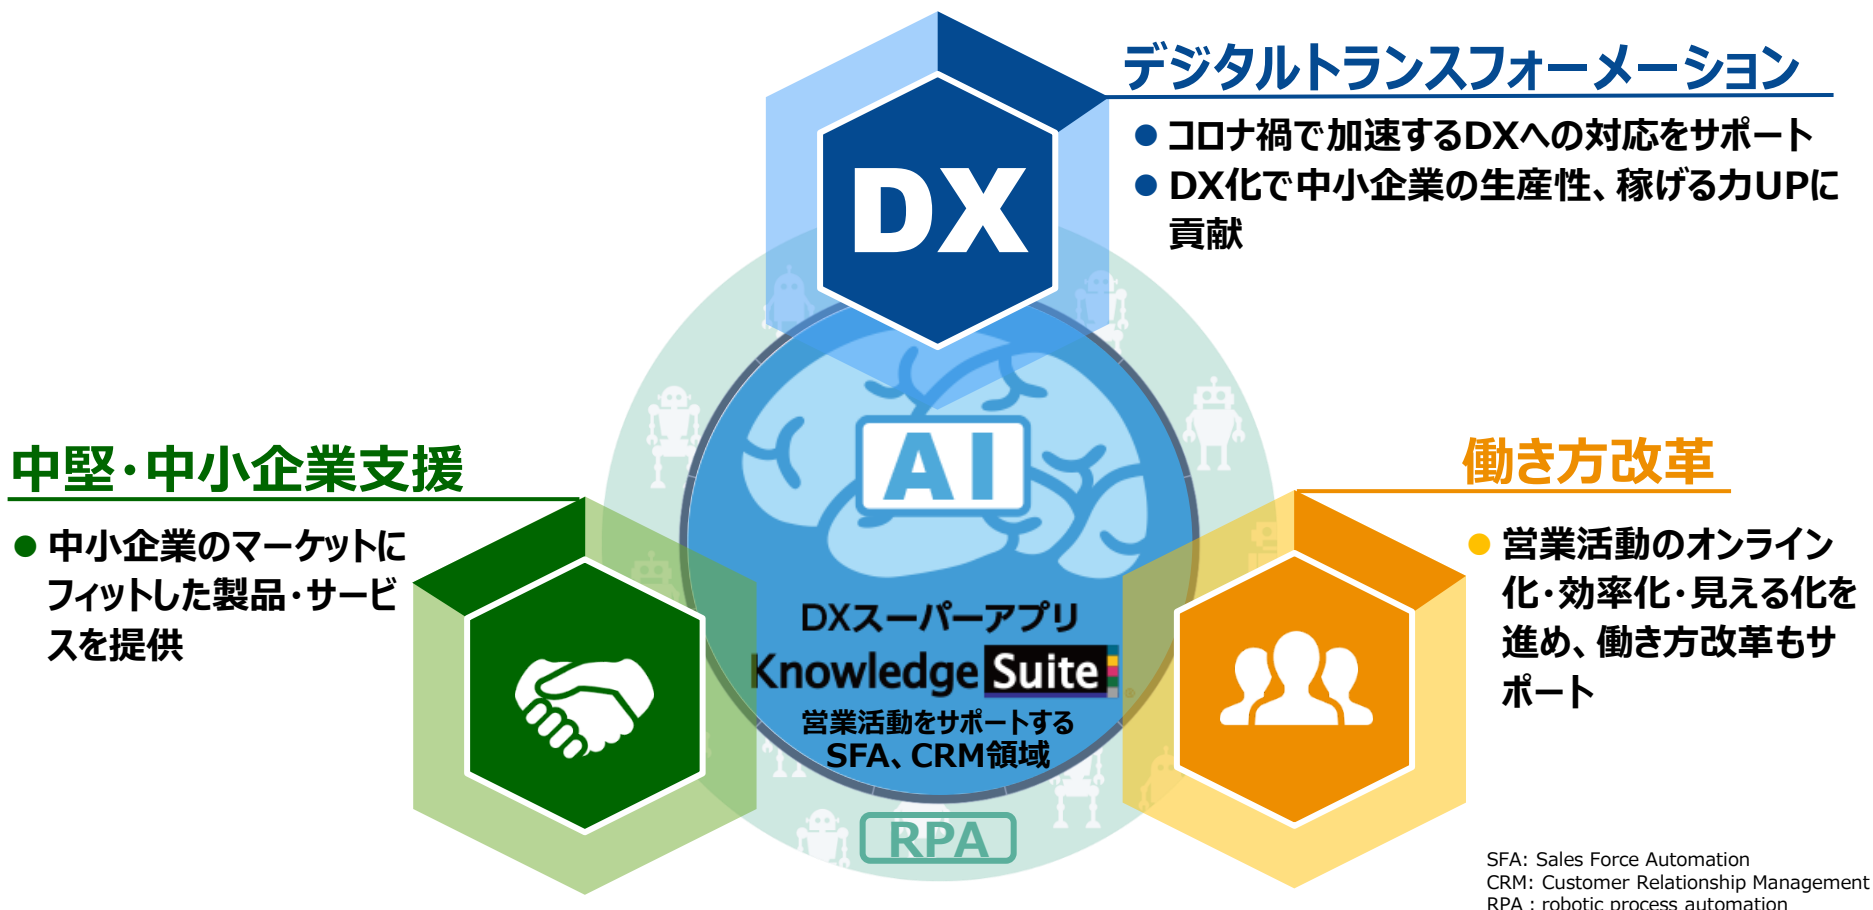 デジタルトランスフォーメーション
● コロナ禍で加速するDXへの対応をサポート
● DX化で中小企業の生産性、稼げる力UPに
貢献
DX
中堅・中小企業支援
● 中小企業のマーケットに
フィットした製品・サービ
スを提供
働き方改革
● 営業活動のオンライン
化・効率化・見える化を
進め、働き方改革もサ
ポート
AI
DXスーパーアプリ
Knowledge Suite®
営業活動をサポートする
SFA、CRM領域
RPA
SFA: Sales Force Automation
CRM: Customer Relationship Management
RPA : robotic process automation